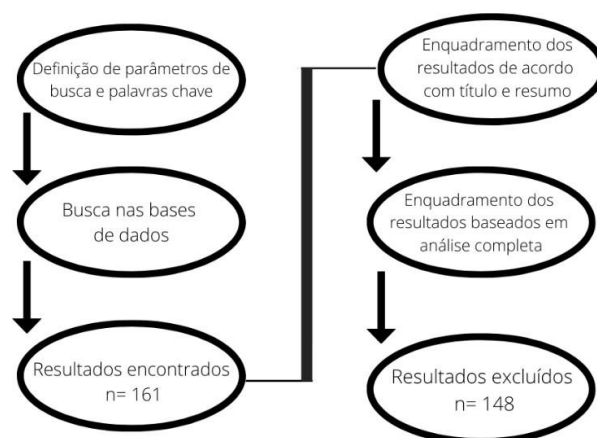 Definição de parâmetros de
busca e palavras chave
Busca nas bases
de dados
Resultados encontrados
n= 161
Enquadramento dos
resultados de acordo
com título e resumo
Enquadramento dos
resultados baseados em
análise completa
Resultados excluídos
n= 148